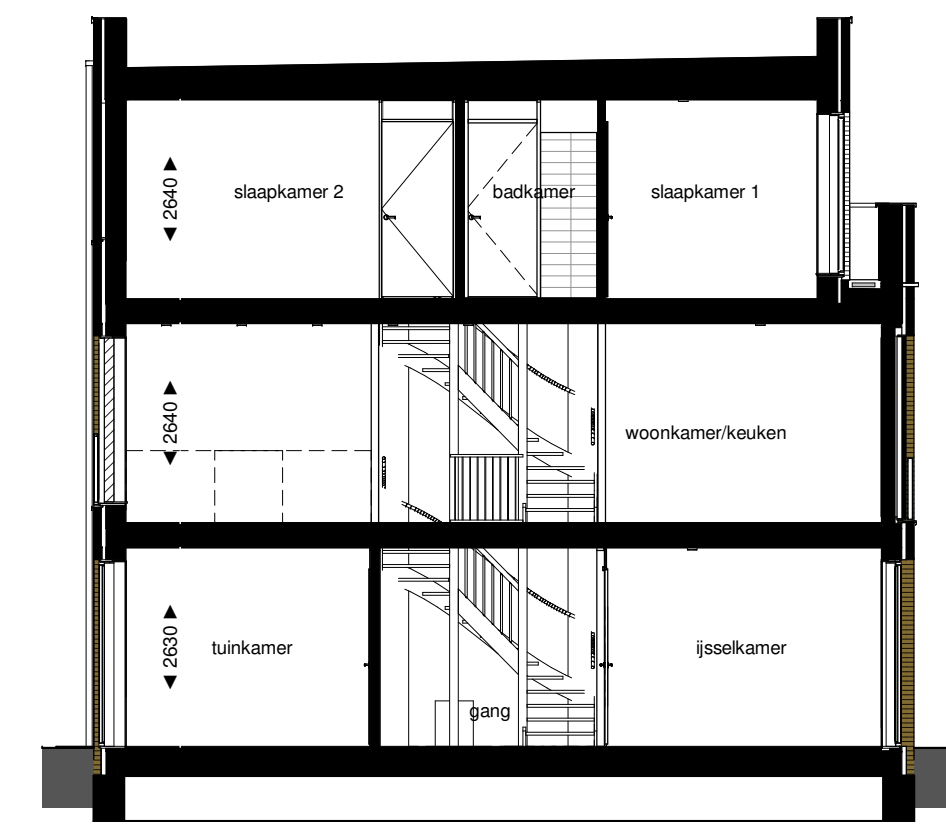 ◄ 2640 ►
slaapkamer 2
badkamer
slaapkamer 1
◄ 2640 ►
woonkamer/keuken
◄ 2630 ►
tuinkamer
ijsselkamer
gang